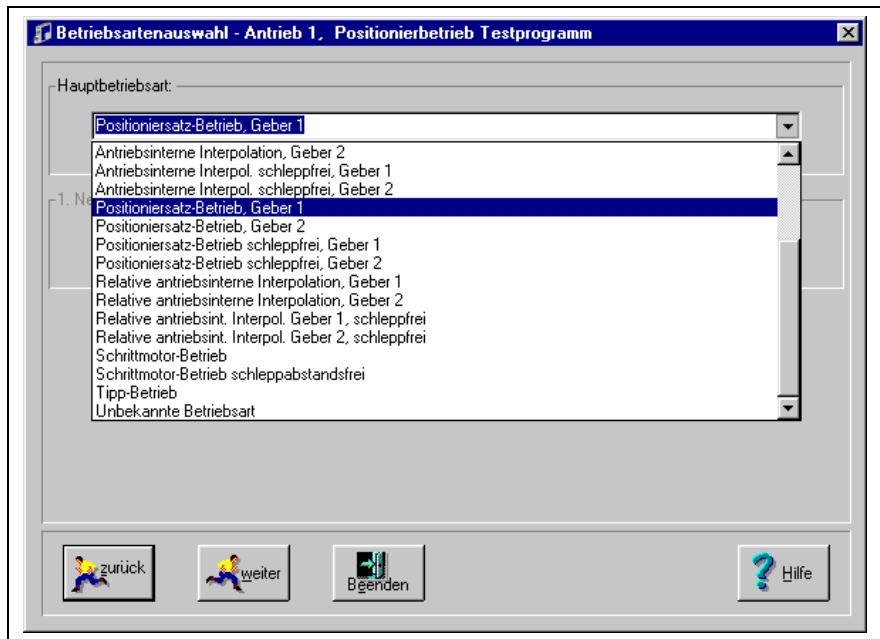 Betriebsartenauswahl - Antrieb 1, Positionierbetrieb Testprogramm
Hauptbetriebsart:
Positioniersatz-Betrieb, Geber 1
Antriebsinterne Interpolation, Geber 2
Antriebsinterne Interpol. schleppfrei, Geber 1
Antriebsinterne Interpol. schleppfrei, Geber 2
1. Ne
Positioniersatz-Betrieb, Geber 1
Positioniersatz-Betrieb, Geber 2
Positioniersatz-Betrieb schleppfrei, Geber 1
Positioniersatz-Betrieb schleppfrei, Geber 2
Relative antriebsinterne Interpolation, Geber 1
Relative antriebsinterne Interpolation, Geber 2
Relative antriebsint. Interpol. Geber 1, schleppfrei
Relative antriebsint. Interpol. Geber 2, schleppfrei
Schrittmotor-Betrieb
Schrittmotor-Betrieb schleppabstandsfrei
Tipp-Betrieb
Unbekannte Betriebsart
zurück
weiter
Beenden
Hilfe